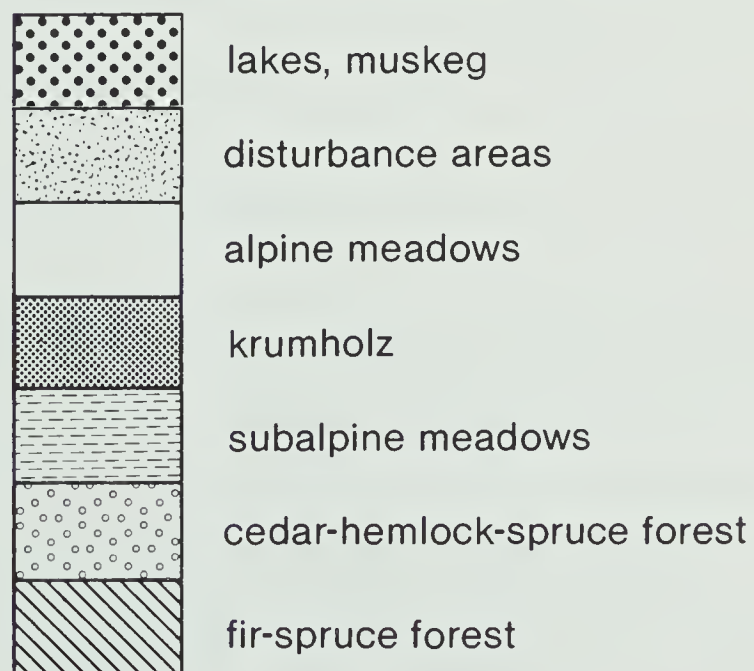 lakes, muskeg
disturbance areas
alpine meadows
krumholz
subalpine meadows
cedar-hemlock-spruce forest
fir-spruce forest